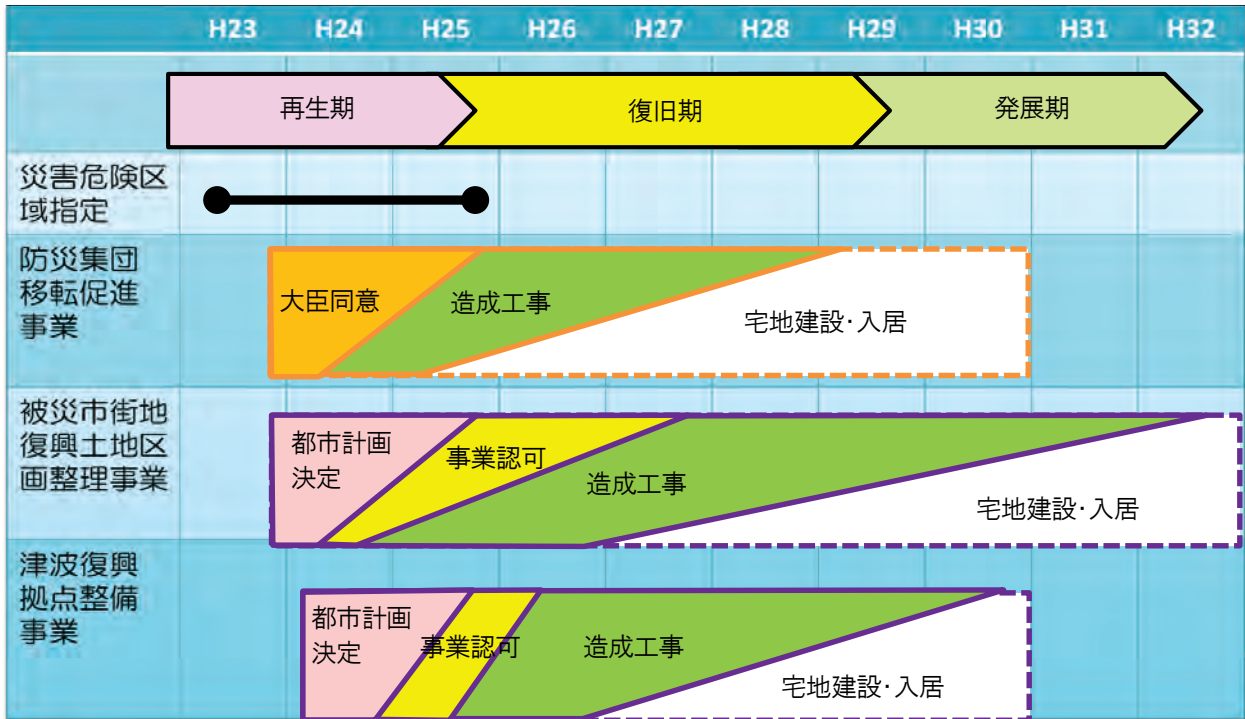 H23 H24 H25 H26 H27 H28 H29 H30 H31 H32
再生期 復旧期 発展期
災害危険区
域指定
防災集団
移転促進
事業
大臣同意 造成工事
宅地建設・入居
被災市街地
復興土地区
画整理事業
都市計画
決定
事業認可
造成工事
宅地建設・入居
津波復興
拠点整備
事業
都市計画
決定
事業認可 造成工事
宅地建設・入居